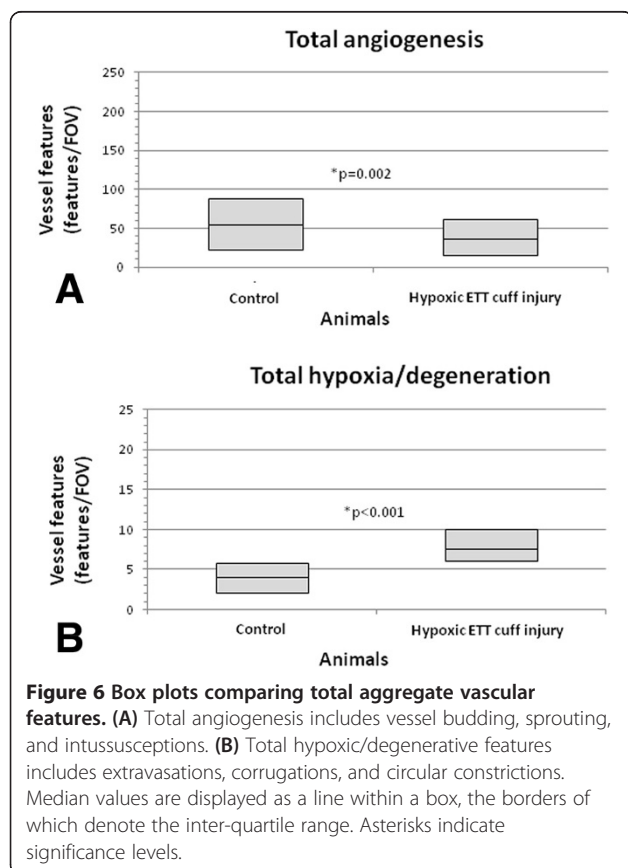 Total angiogenesis
Vessel features
(features/FOV)
250
200
150
100
50
0
*p=0.002
Control
Hypoxic ETT cuff injury
Animals
A
Total hypoxia/degeneration
Vessel features
(features/FOV)
25
20
15
10
5
0
*p<0.001
Control
Hypoxic ETT cuff injury
Animals
B
Figure 6 Box plots comparing total aggregate vascular
features. (A) Total angiogenesis includes vessel budding, sprouting,
and intussusceptions. (B) Total hypoxic/degenerative features
includes extravasations, corrugations, and circular constrictions.
Median values are displayed as a line within a box, the borders of
which denote the inter-quartile range. Asterisks indicate
significance levels.